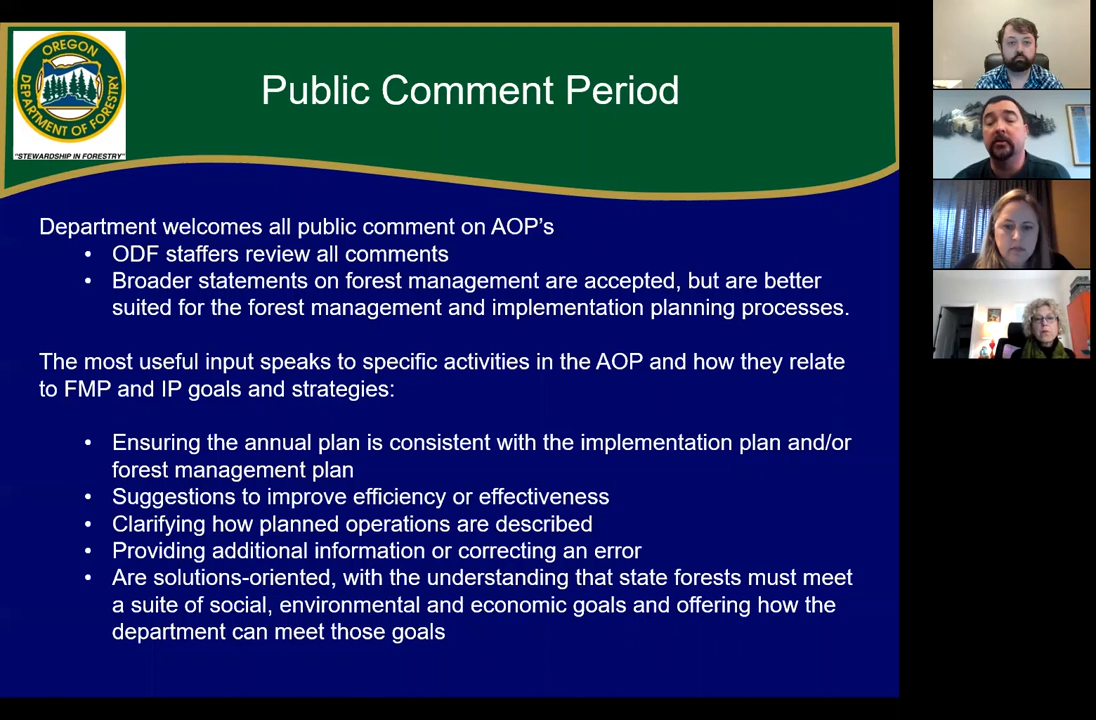 OREGON
DEPARTMENT OF FORESTRY
"STEWARDSHIP IN FORESTRY"
Public Comment Period
Department welcomes all public comment on AOP's
• ODF staffers review all comments
• Broader statements on forest management are accepted, but are better
suited for the forest management and implementation planning processes.
The most useful input speaks to specific activities in the AOP and how they relate
to FMP and IP goals and strategies:
• Ensuring the annual plan is consistent with the implementation plan and/or
forest management plan
• Suggestions to improve efficiency or effectiveness
• Clarifying how planned operations are described
• Providing additional information or correcting an error
• Are solutions-oriented, with the understanding that state forests must meet
a suite of social, environmental and economic goals and offering how the
department can meet those goals